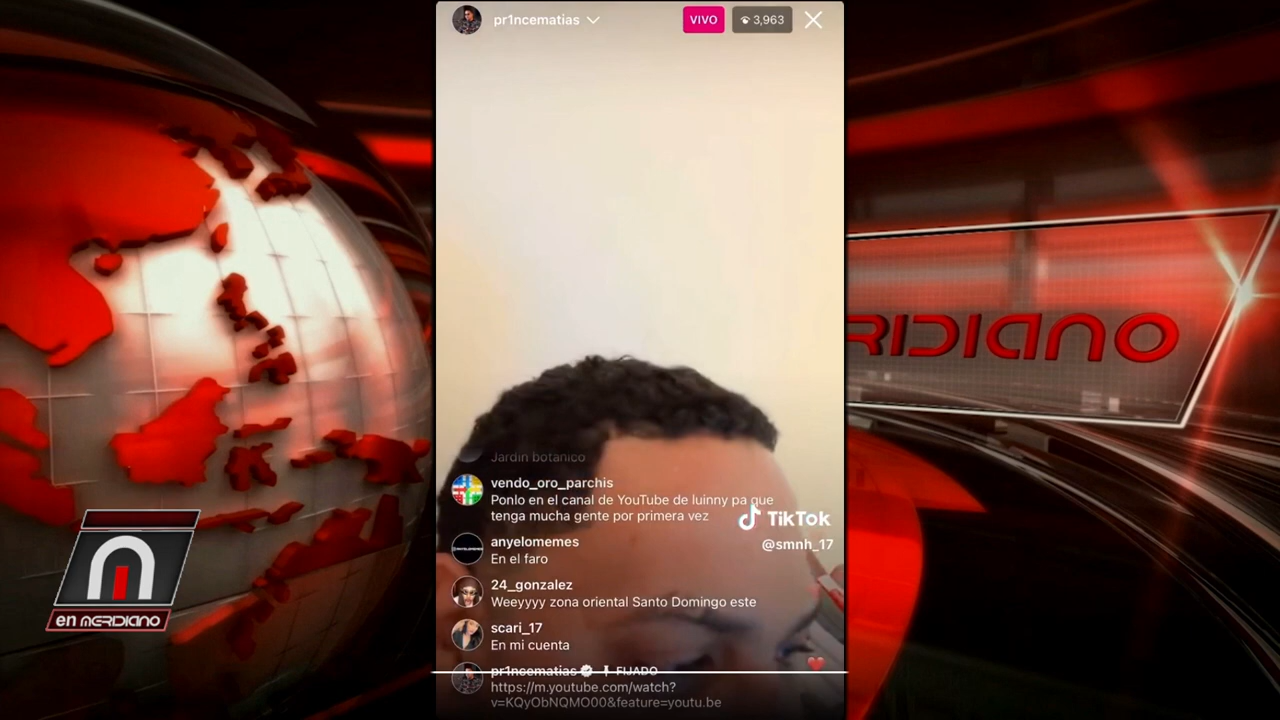 pr1ncematias
VIVO
3,963
Jardin botanico
vendo_oro_parchis
Ponlo en el canal de YouTube de luinny pa que
tenga mucha gente por primera vez
TikTok
@smnh_17
anyelomemes
En el faro
24_gonzalez
Weeyyyy zona oriental Santo Domingo este
scari_17
En mi cuenta
pr1ncematias FIJADO
https://m.youtube.com/watch?
v=KQyObNQMO00&feature=youtu.be
RIDIANO
en MERIDIANO